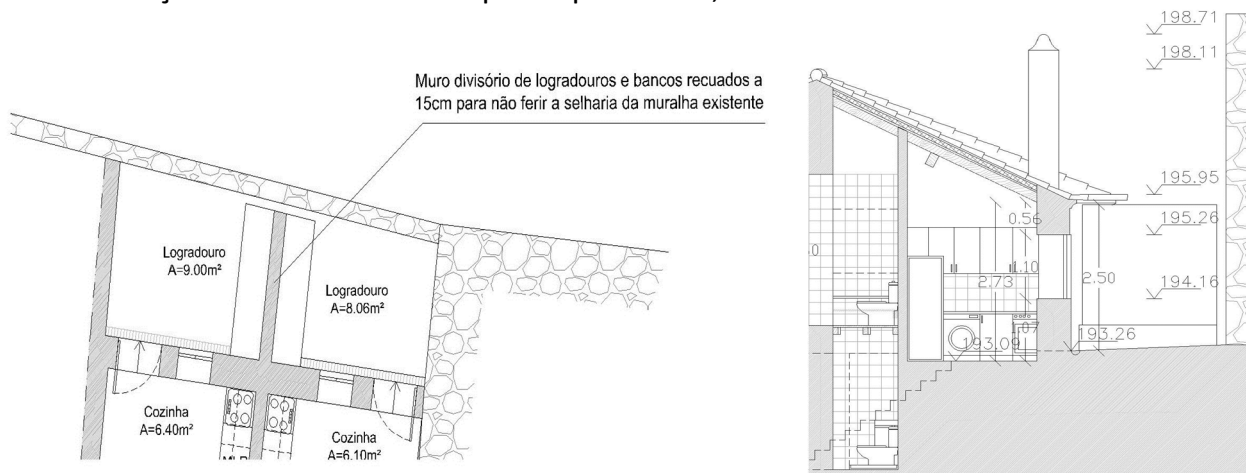 Muro divisório de logradouros e bancos recuados a
15cm para não ferir a selharia da muralha existente
Logradouro
A=9.00m²
Logradouro
A=8.06m²
Cozinha
A=6.40m²
Cozinha
A=6.10m²
198.71
198.11
195.95
195.26
194.16
193.26
0.56
1.10
2.73
2.50
1.07
193.09